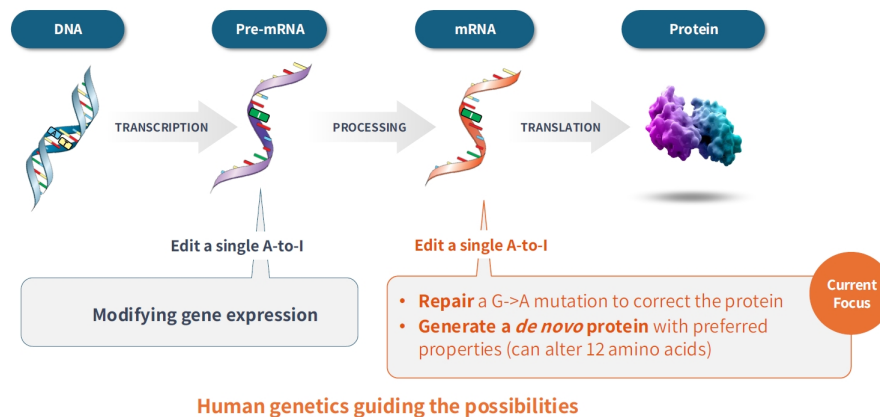 DNA
Pre-mRNA
mRNA
Protein
TRANSCRIPTION
PROCESSING
TRANSLATION
Edit a single A-to-I
Modifying gene expression
Edit a single A-to-I
• Repair a G->A mutation to correct the protein
• Generate a de novo protein with preferred
properties (can alter 12 amino acids)
Current
Focus
Human genetics guiding the possibilities